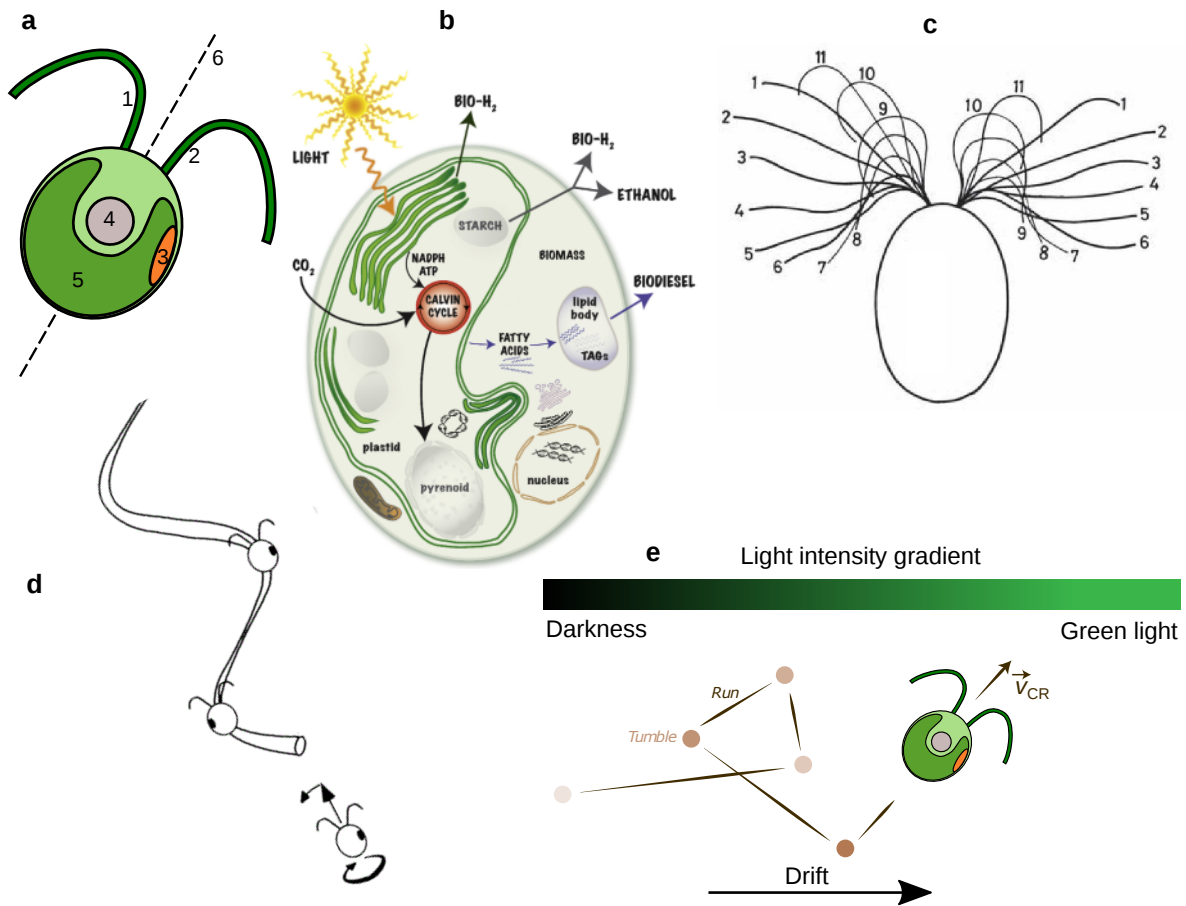 a
6
1
2
4
3
5
b
LIGHT
BIO-H₂
BIO-H₂
ETHANOL
STARCH
NADPH
ATP
CO₂
CALVIN
CYCLE
BIOMASS
BIODIESEL
lipid
body
TAGs
FATTY
ACIDS
plastid
pyrenoid
nucleus
c
11
10
9
1
2
3
4
5
6
7
8
11
10
1
2
3
4
5
6
7
8
9
d
e
Light intensity gradient
Darkness
Green light
Run
Tumble
v CR
Drift